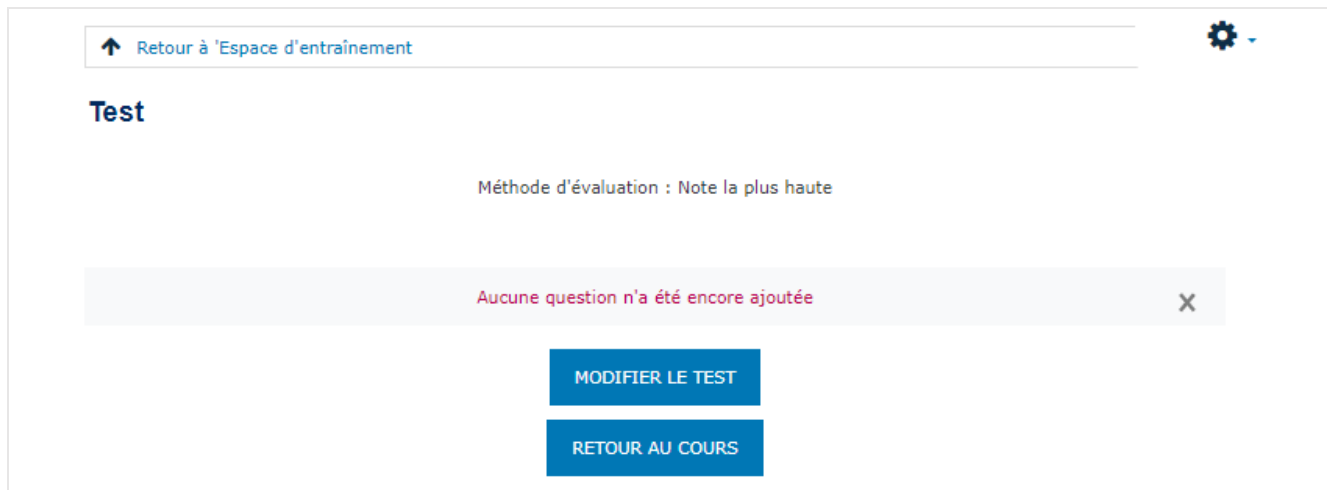 Retour à 'Espace d'entraînement
Test
Méthode d'évaluation : Note la plus haute
Aucune question n'a été encore ajoutée
MODIFIER LE TEST
RETOUR AU COURS